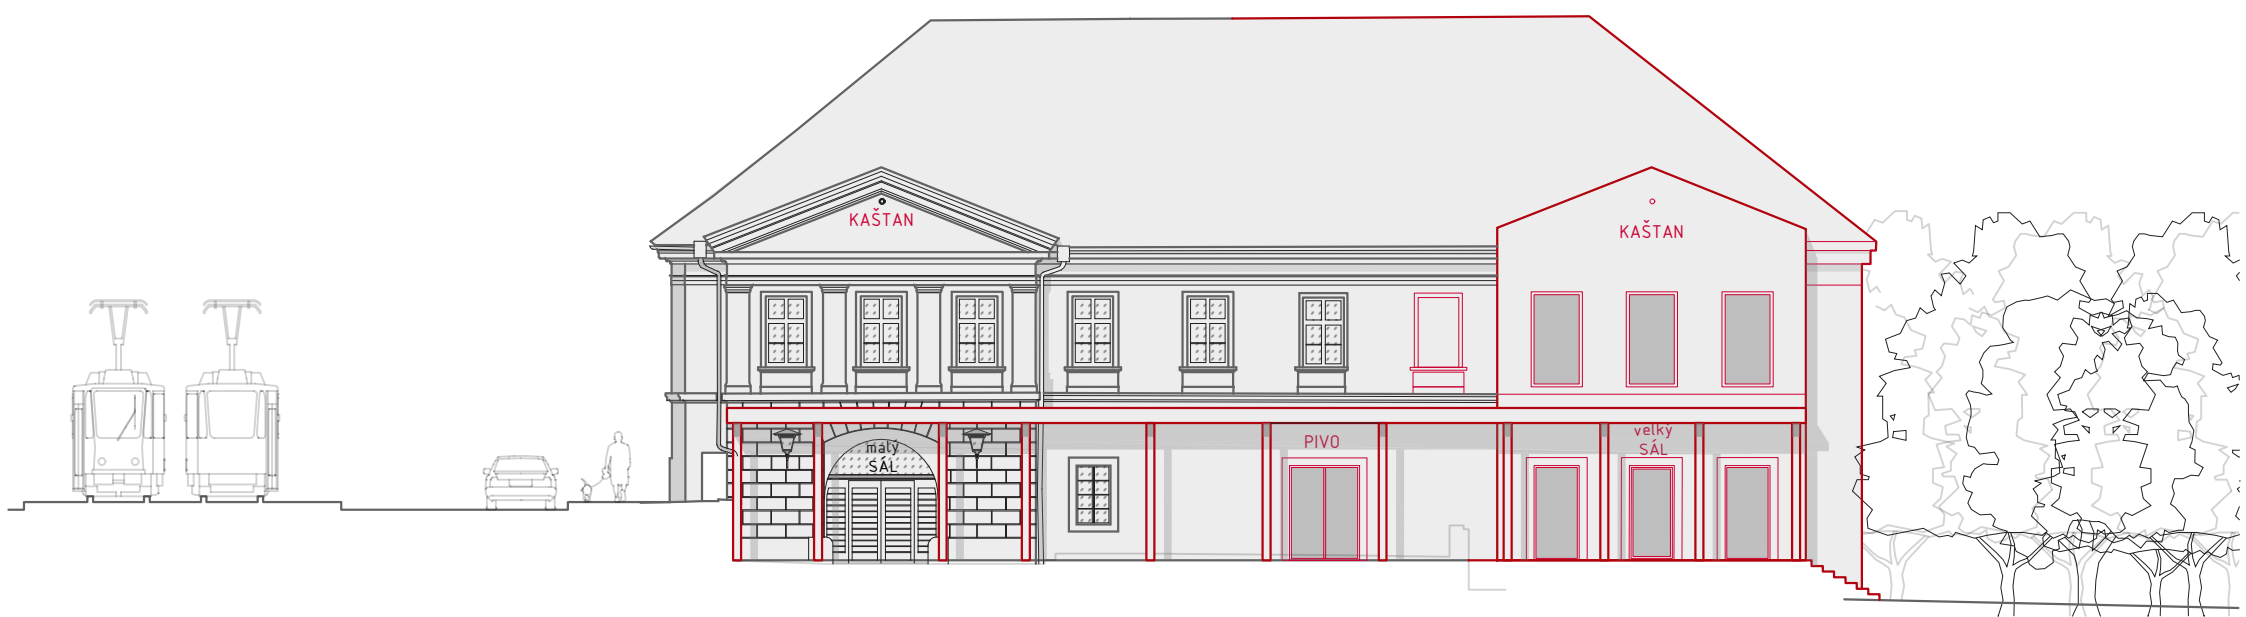 KAŠTAN
KAŠTAN
malý
SÁL
PIVO
velký
SÁL